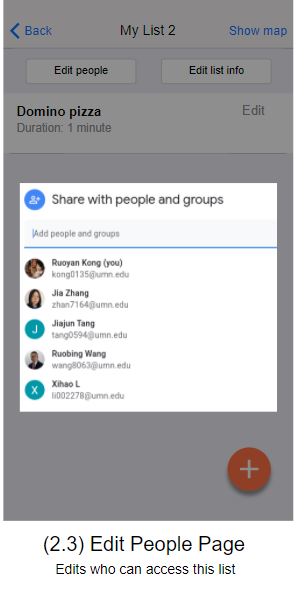 Back My List 2 Show map
Edit people Edit list info
Domino pizza Edit
Duration: 1 minute
Share with people and groups
Add people and groups
Ruoyan Kong (you)
kong0135@umn.edu
Jia Zhang
zhan7164@umn.edu
J Jiajun Tang
tang0594@umn.edu
Ruobing Wang
wang8063@umn.edu
X Xihao L
li002278@umn.edu
+
(2.3) Edit People Page
Edits who can access this list